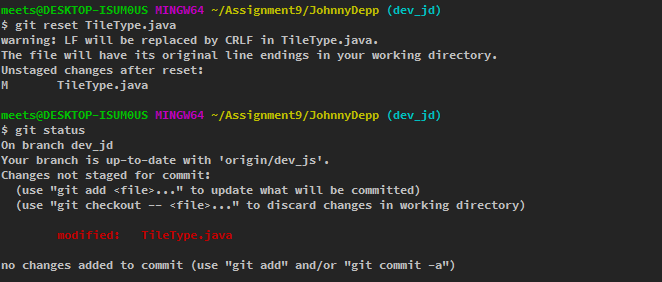 meets@DESKTOP-ISUM0US MINGW64 ~/Assignment9/JohnnyDepp (dev_jd)
$ git reset TileType.java
warning: LF will be replaced by CRLF in TileType.java.
The file will have its original line endings in your working directory.
Unstaged changes after reset:
M       TileType.java

meets@DESKTOP-ISUM0US MINGW64 ~/Assignment9/JohnnyDepp (dev_jd)
$ git status
On branch dev_jd
Your branch is up-to-date with 'origin/dev_js'.
Changes not staged for commit:
  (use "git add <file>..." to update what will be committed)
  (use "git checkout -- <file>..." to discard changes in working directory)

        modified:   TileType.java

no changes added to commit (use "git add" and/or "git commit -a")